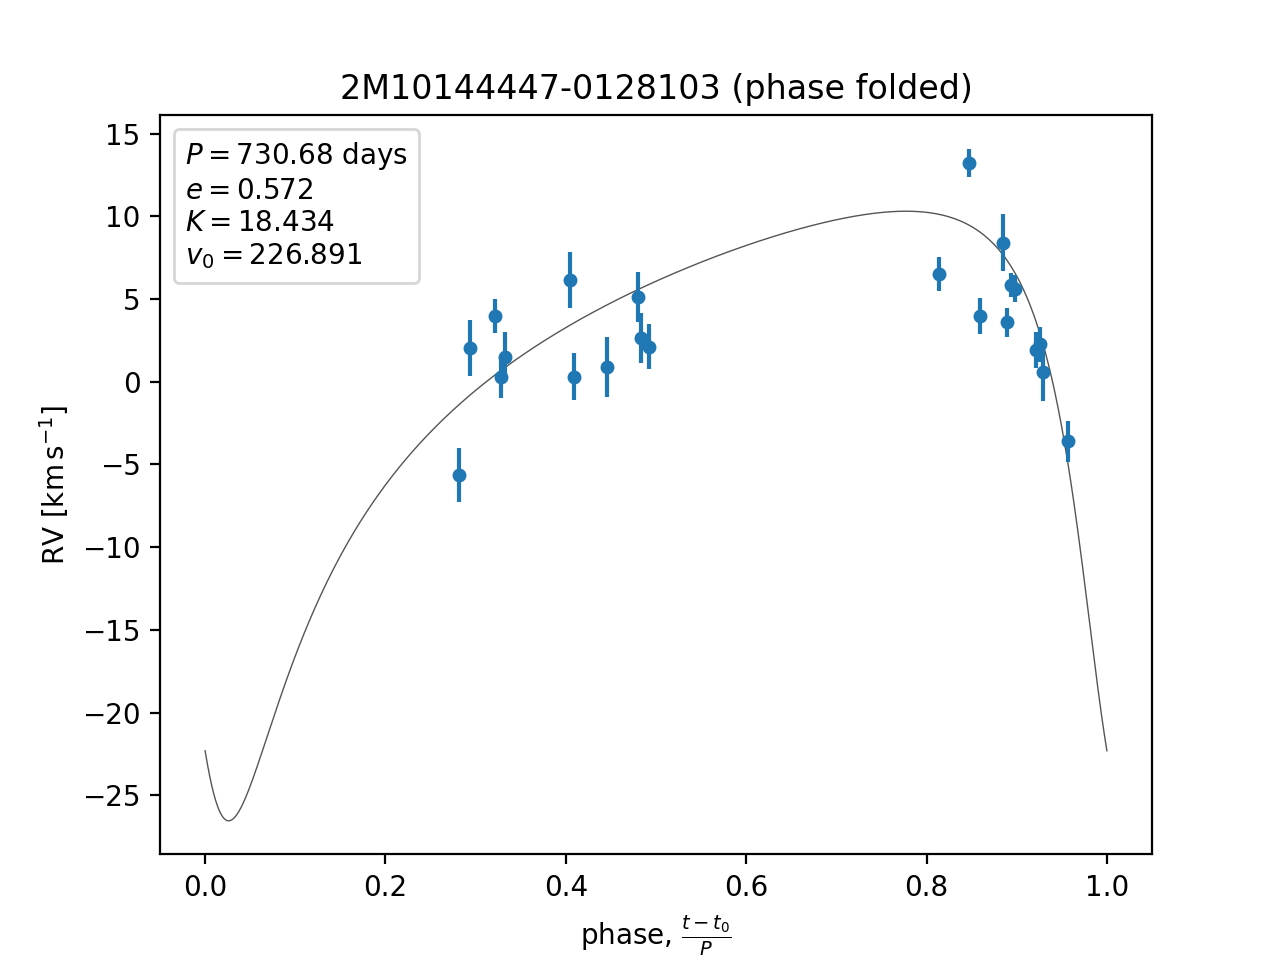 2M10144447-0128103 (phase folded)
P = 730.68 days
e = 0.572
K = 18.434
v₀ = 226.891
15
10
5
0
−5
−10
−15
−20
−25
RV [km s⁻¹]
0.0 0.2 0.4 0.6 0.8 1.0
phase, (t − t₀)/P